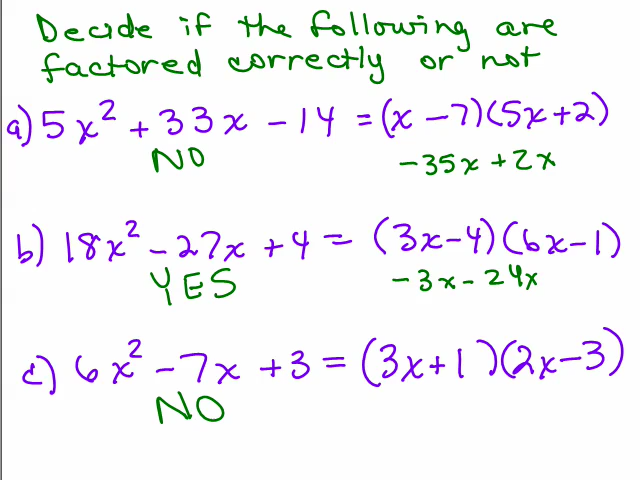 Decide if the following are
factored correctly or not
a) 5x² + 33x - 14 = (x - 7)(5x + 2)
NO -35x + 2x
b) 18x² - 27x + 4 = (3x - 4)(6x - 1)
YES -3x - 24x
c) 6x² - 7x + 3 = (3x + 1)(2x - 3)
NO